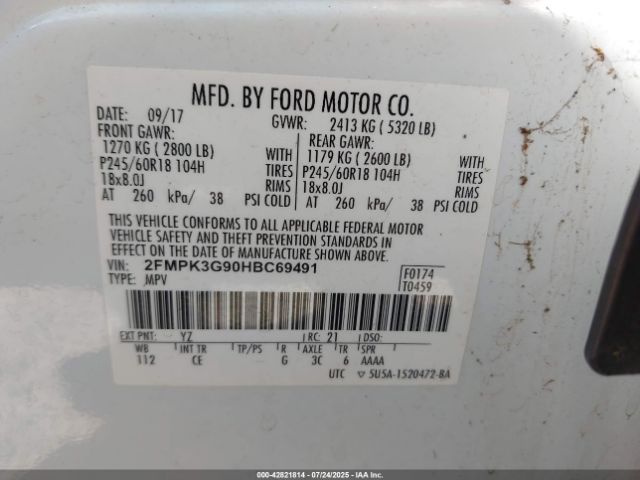 MFD. BY FORD MOTOR CO.
DATE: 09/17 GVWR: 2413 KG ( 5320 LB)
FRONT GAWR: REAR GAWR:
1270 KG ( 2800 LB) WITH 1179 KG ( 2600 LB) WITH
P245/60R18 104H TIRES P245/60R18 104H TIRES
18x8.0J RIMS 18x8.0J RIMS
AT 260 kPa/ 38 PSI COLD AT 260 kPa/ 38 PSI COLD
THIS VEHICLE CONFORMS TO ALL APPLICABLE FEDERAL MOTOR
VEHICLE SAFETY AND THEFT PREVENTION STANDARDS IN
EFFECT ON THE DATE OF MANUFACTURE SHOWN ABOVE.
VIN: 2FMPK3G90HBC69491 F0174
TYPE: MPV T0459
EXT PNT: YZ RC: 21 DSO:
WB INT TR TP/PS R AXLE TR SPR
112 CE G 3C 6 AAAA
UTC ▽ 5U5A-1520472-BA
000-42821814 | 07/24/2025 - IAAI.COM